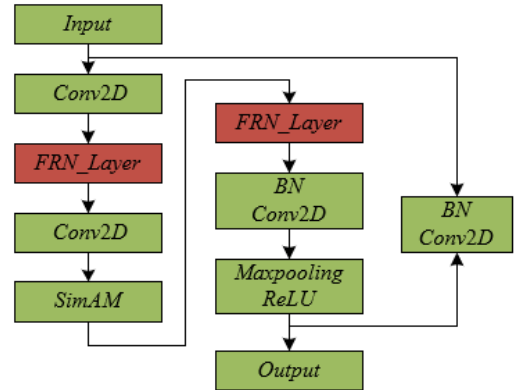 Input
Conv2D
FRN_Layer
Conv2D
SimAM
FRN_Layer
BN
Conv2D
Maxpooling
ReLU
Output
BN
Conv2D